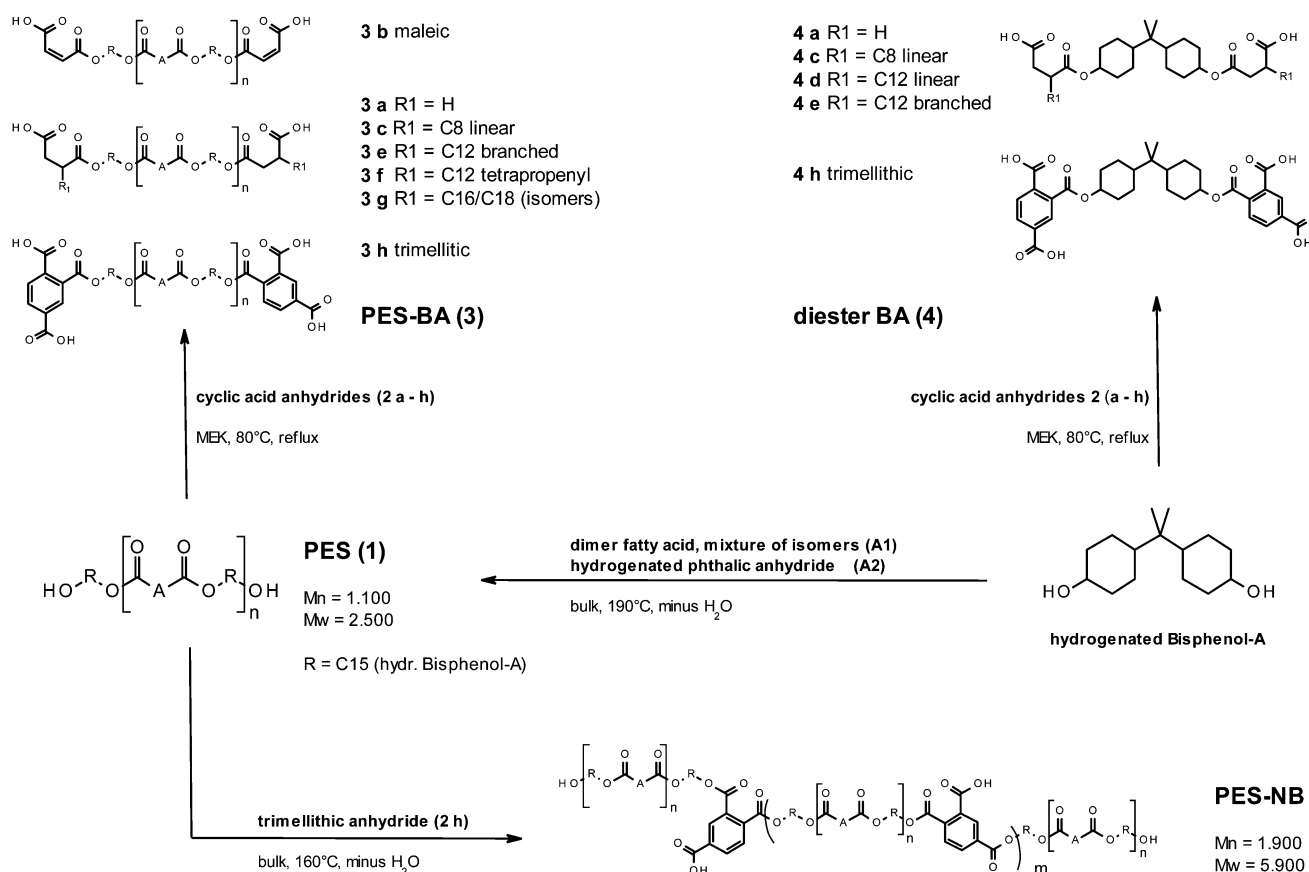 3 b maleic
3 a R1 = H
3 c R1 = C8 linear
3 e R1 = C12 branched
3 f R1 = C12 tetrapropenyl
3 g R1 = C16/C18 (isomers)
3 h trimellitic
PES-BA (3)
4 a R1 = H
4 c R1 = C8 linear
4 d R1 = C12 linear
4 e R1 = C12 branched
4 h trimellithic
diester BA (4)
cyclic acid anhydrides (2 a - h)
MEK, 80°C, reflux
cyclic acid anhydrides 2 (a - h)
MEK, 80°C, reflux
PES (1)
Mn = 1.100
Mw = 2.500
R = C15 (hydr. Bisphenol-A)
dimer fatty acid, mixture of isomers (A1)
hydrogenated phthalic anhydride (A2)
bulk, 190°C, minus H2O
hydrogenated Bisphenol-A
trimellithic anhydride (2 h)
bulk, 160°C, minus H2O
PES-NB
Mn = 1.900
Mw = 5.900